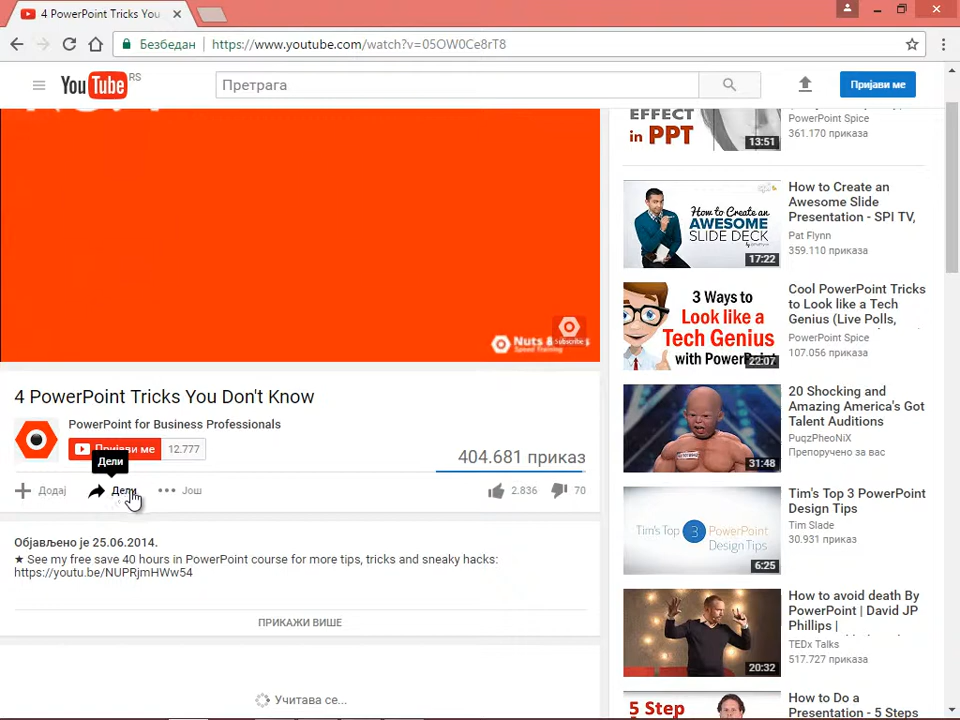 4 PowerPoint Tricks You
Безбедан
https://www.youtube.com/watch?v=05OW0Ce8rT8
YouTube RS
Претрага
Пријави ме
EFFECT
in PPT
13:51
PowerPoint Spice
361.170 приказа
How to Create an
AWESOME
SLIDE DECK
17:22
How to Create an
Awesome Slide
Presentation - SPI TV,
Pat Flynn
359.110 приказа
3 Ways to
Look like a
Tech Genius
with PowerPoint
22:07
Cool PowerPoint Tricks
to Look like a Tech
Genius (Live Polls,
PowerPoint Spice
107.056 приказа
Nuts &
Speed Training
Subscribe
4 PowerPoint Tricks You Don't Know
PowerPoint for Business Professionals
Пријави ме
12.777
404.681 приказ
Дели
Додај
Дели
Још
2.836
70
31:48
20 Shocking and
Amazing America's Got
Talent Auditions
PuqzPheoNiX
Препоручено за вас
Објављено је 25.06.2014.
★ See my free save 40 hours in PowerPoint course for more tips, tricks and sneaky hacks:
https://youtu.be/NUPRjmHWw54
ПРИКАЖИ ВИШЕ
Учитава се...
Tim's Top 3 PowerPoint
Design Tips
6:25
Tim's Top 3 PowerPoint
Design Tips
Tim Slade
30.931 приказ
20:32
How to avoid death By
PowerPoint | David JP
Phillips |
TEDx Talks
517.727 приказа
5 Step
How to Do a
Presentation - 5 Steps